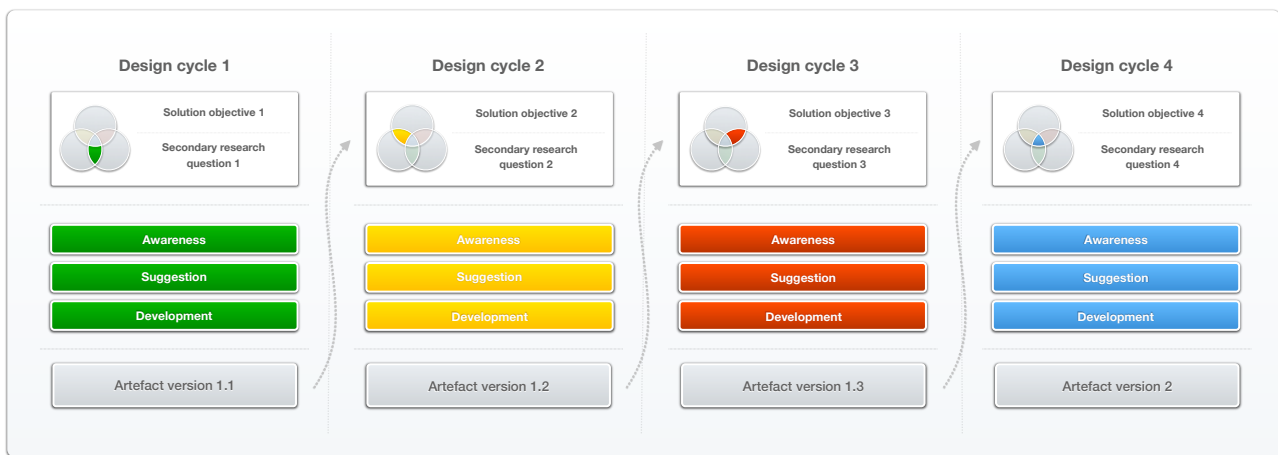 Design cycle 1
Solution objective 1
Secondary research
question 1
Awareness
Suggestion
Development
Artefact version 1.1
Design cycle 2
Solution objective 2
Secondary research
question 2
Awareness
Suggestion
Development
Artefact version 1.2
Design cycle 3
Solution objective 3
Secondary research
question 3
Awareness
Suggestion
Development
Artefact version 1.3
Design cycle 4
Solution objective 4
Secondary research
question 4
Awareness
Suggestion
Development
Artefact version 2